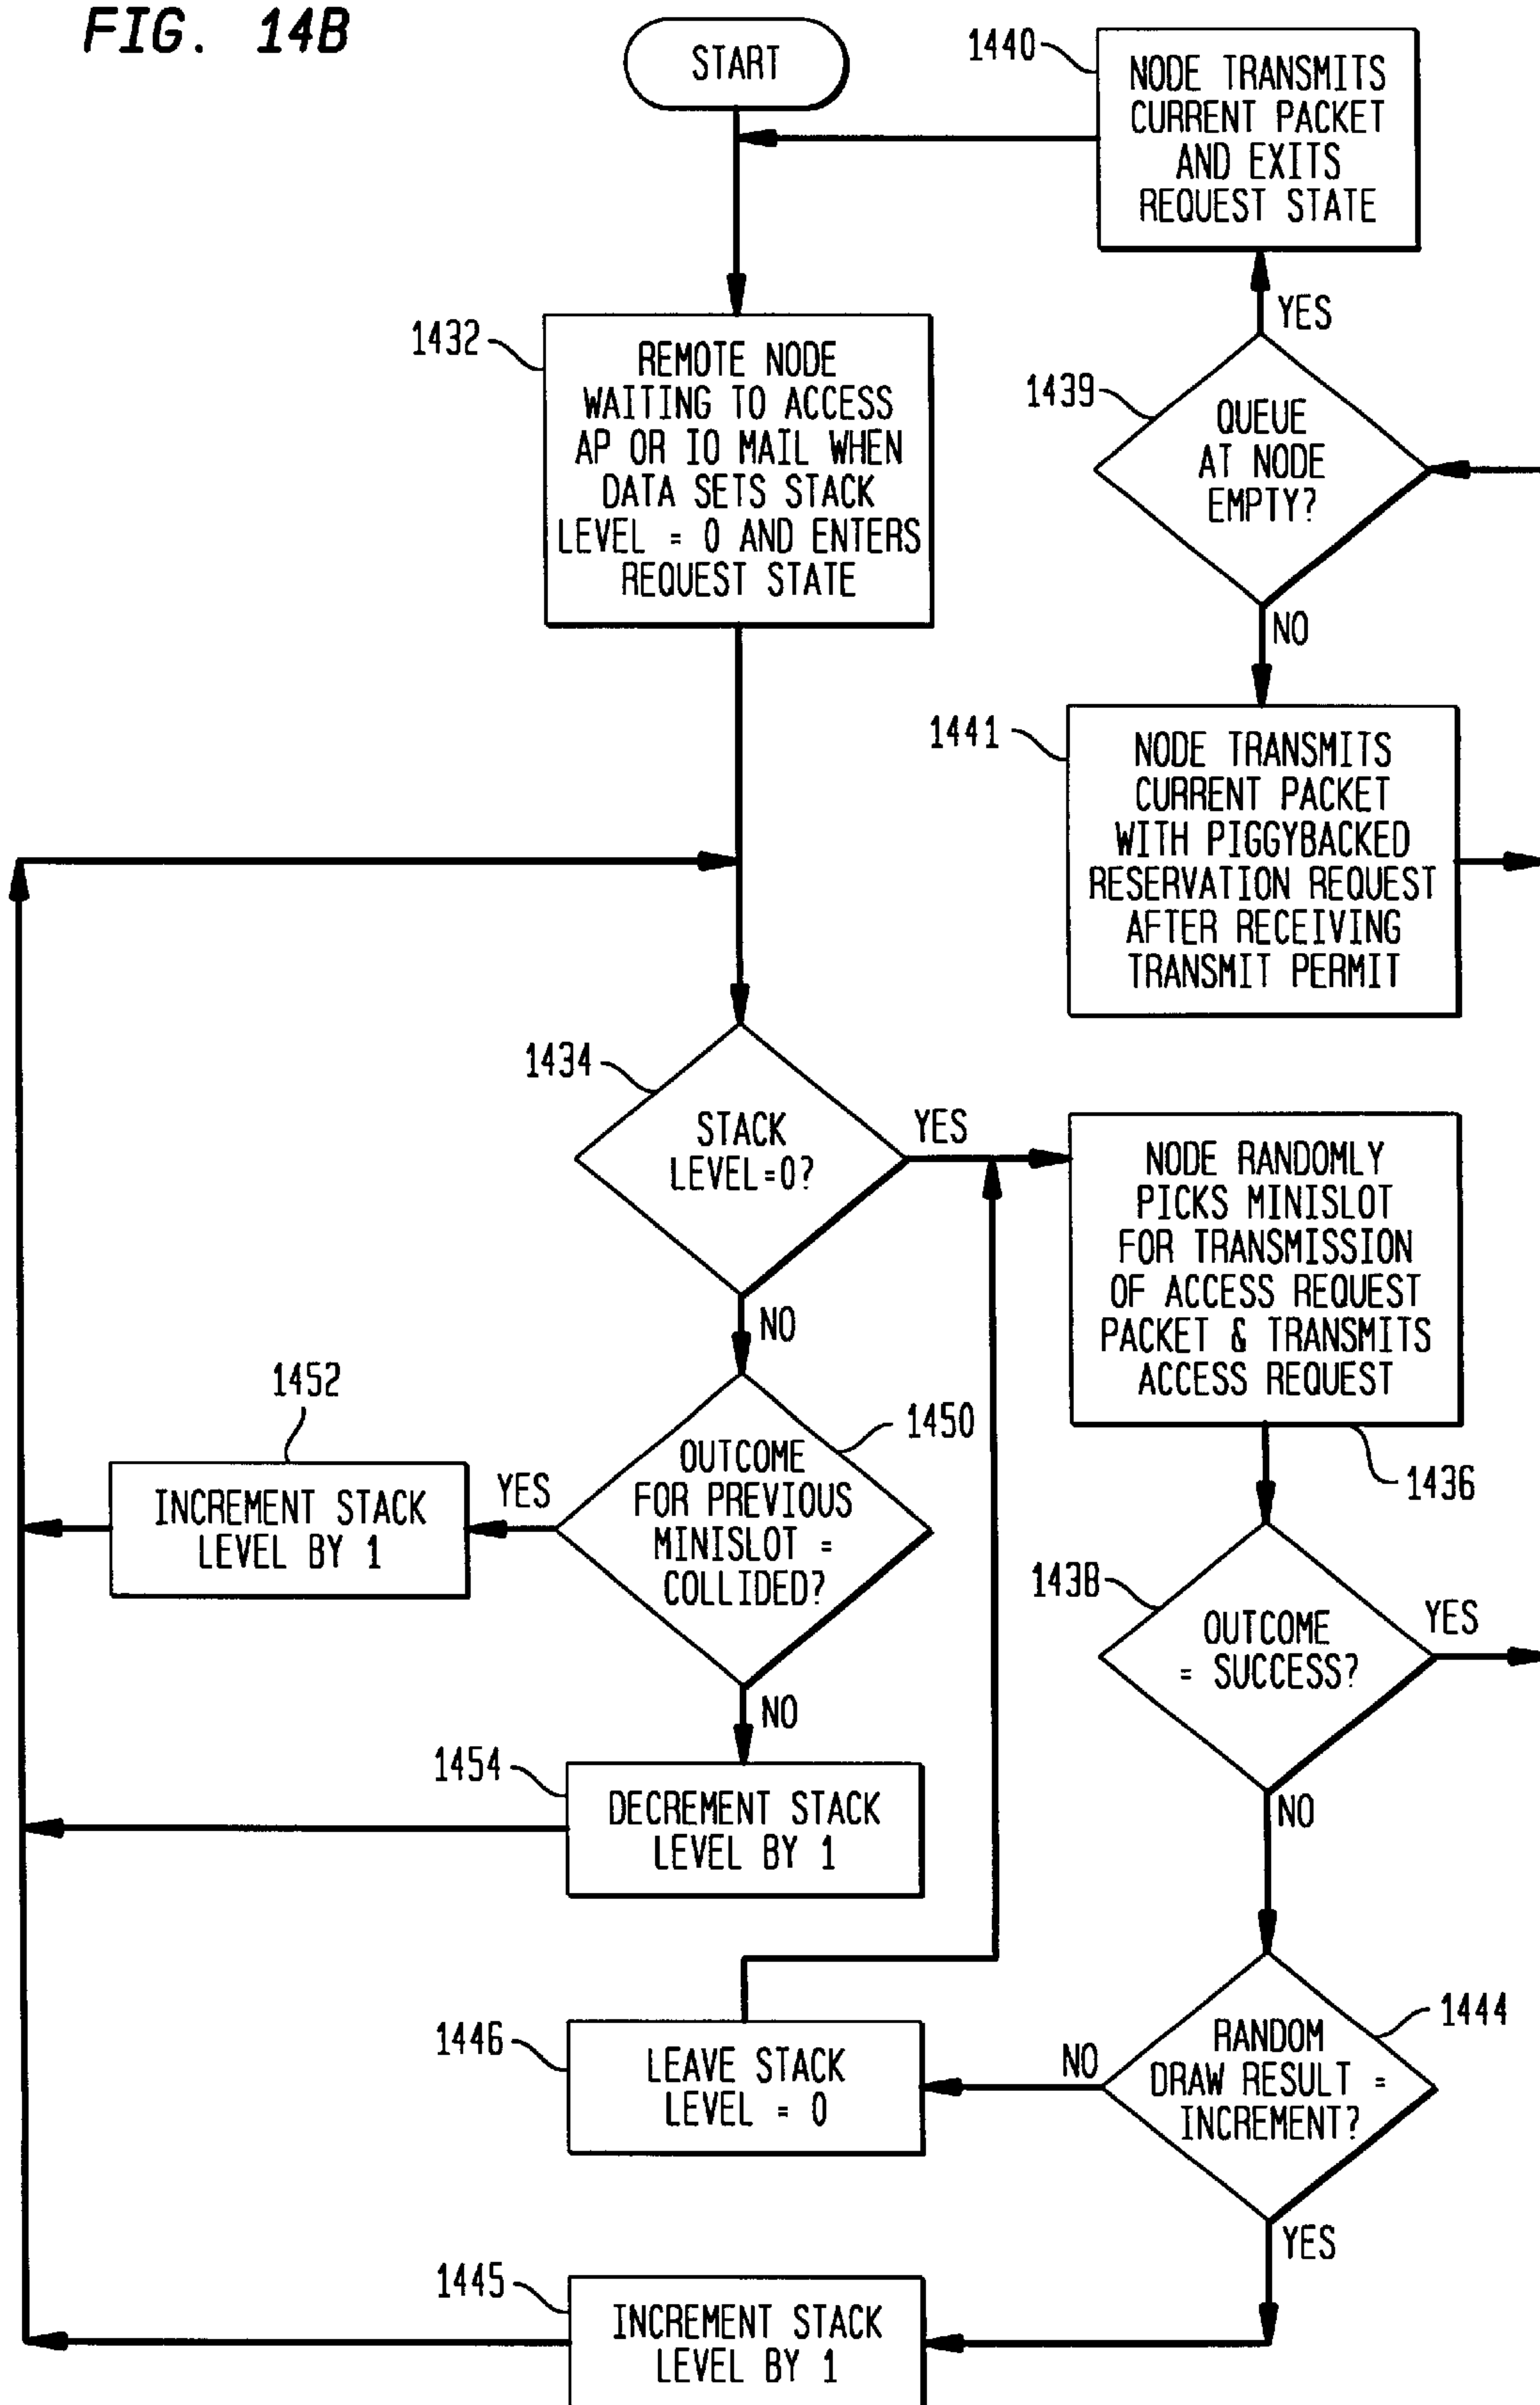 FIG. 14B
START
1440
NODE TRANSMITS
CURRENT PACKET
AND EXITS
REQUEST STATE
YES
1432
REMOTE NODE
WAITING TO ACCESS
AP OR IO MAIL WHEN
DATA SETS STACK
LEVEL = 0 AND ENTERS
REQUEST STATE
1439
QUEUE
AT NODE
EMPTY?
NO
1441
NODE TRANSMITS
CURRENT PACKET
WITH PIGGYBACKED
RESERVATION REQUEST
AFTER RECEIVING
TRANSMIT PERMIT
1434
STACK
LEVEL=0?
YES
NO
NODE RANDOMLY
PICKS MINISLOT
FOR TRANSMISSION
OF ACCESS REQUEST
PACKET & TRANSMITS
ACCESS REQUEST
1436
1452
INCREMENT STACK
LEVEL BY 1
YES
1450
OUTCOME
FOR PREVIOUS
MINISLOT =
COLLIDED?
NO
1438
OUTCOME
= SUCCESS?
YES
NO
1454
DECREMENT STACK
LEVEL BY 1
1446
LEAVE STACK
LEVEL = 0
NO
1444
RANDOM
DRAW RESULT =
INCREMENT?
YES
1445
INCREMENT STACK
LEVEL BY 1